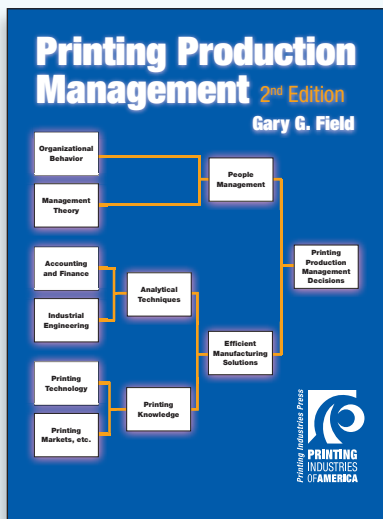 Printing Production
Management 2nd Edition
Gary G. Field
Organizational
Behavior
Management
Theory
People
Management
Accounting
and Finance
Industrial
Engineering
Analytical
Techniques
Printing
Production
Management
Decisions
Efficient
Manufacturing
Solutions
Printing
Technology
Printing
Markets, etc.
Printing
Knowledge
Printing Industries Press
PRINTING
INDUSTRIES
OF AMERICA